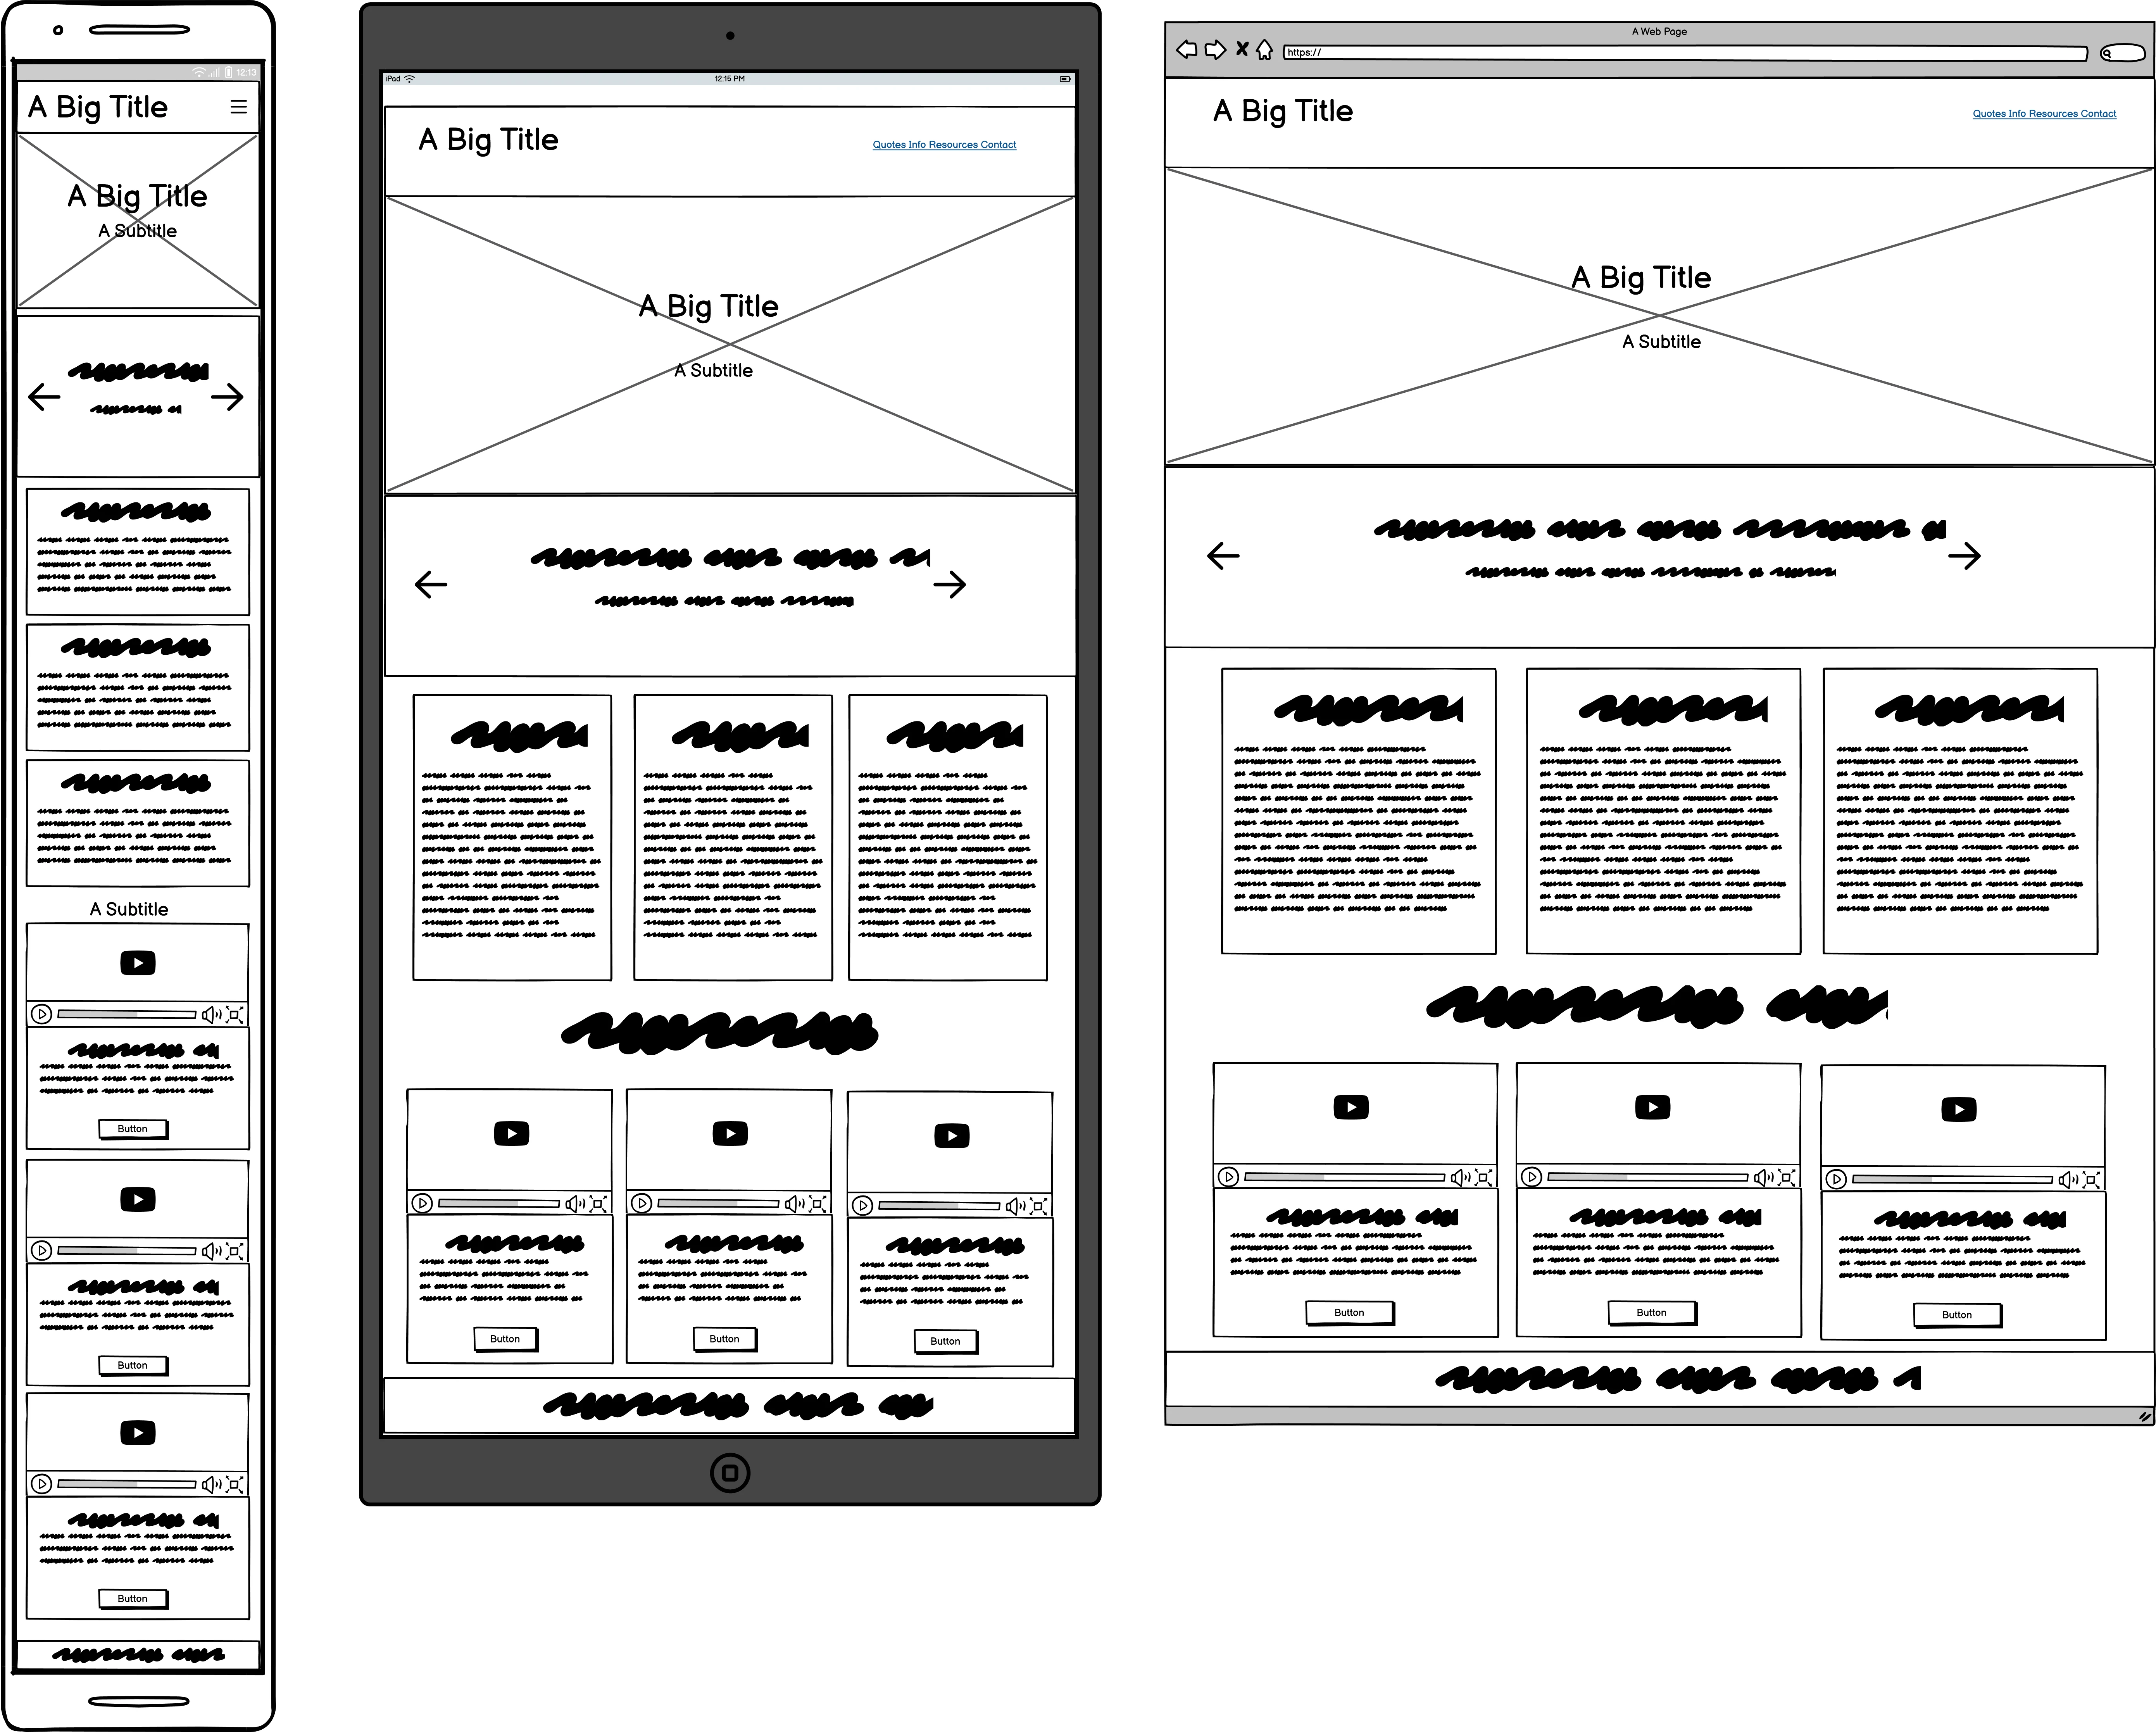 12:13
A Big Title
A Big Title
A Subtitle
A Subtitle
Button
Button
Button
iPad
12:15 PM
A Big Title
Quotes Info Resources Contact
A Big Title
A Subtitle
Button
Button
Button
A Web Page
https://
A Big Title
Quotes Info Resources Contact
A Big Title
A Subtitle
Button
Button
Button